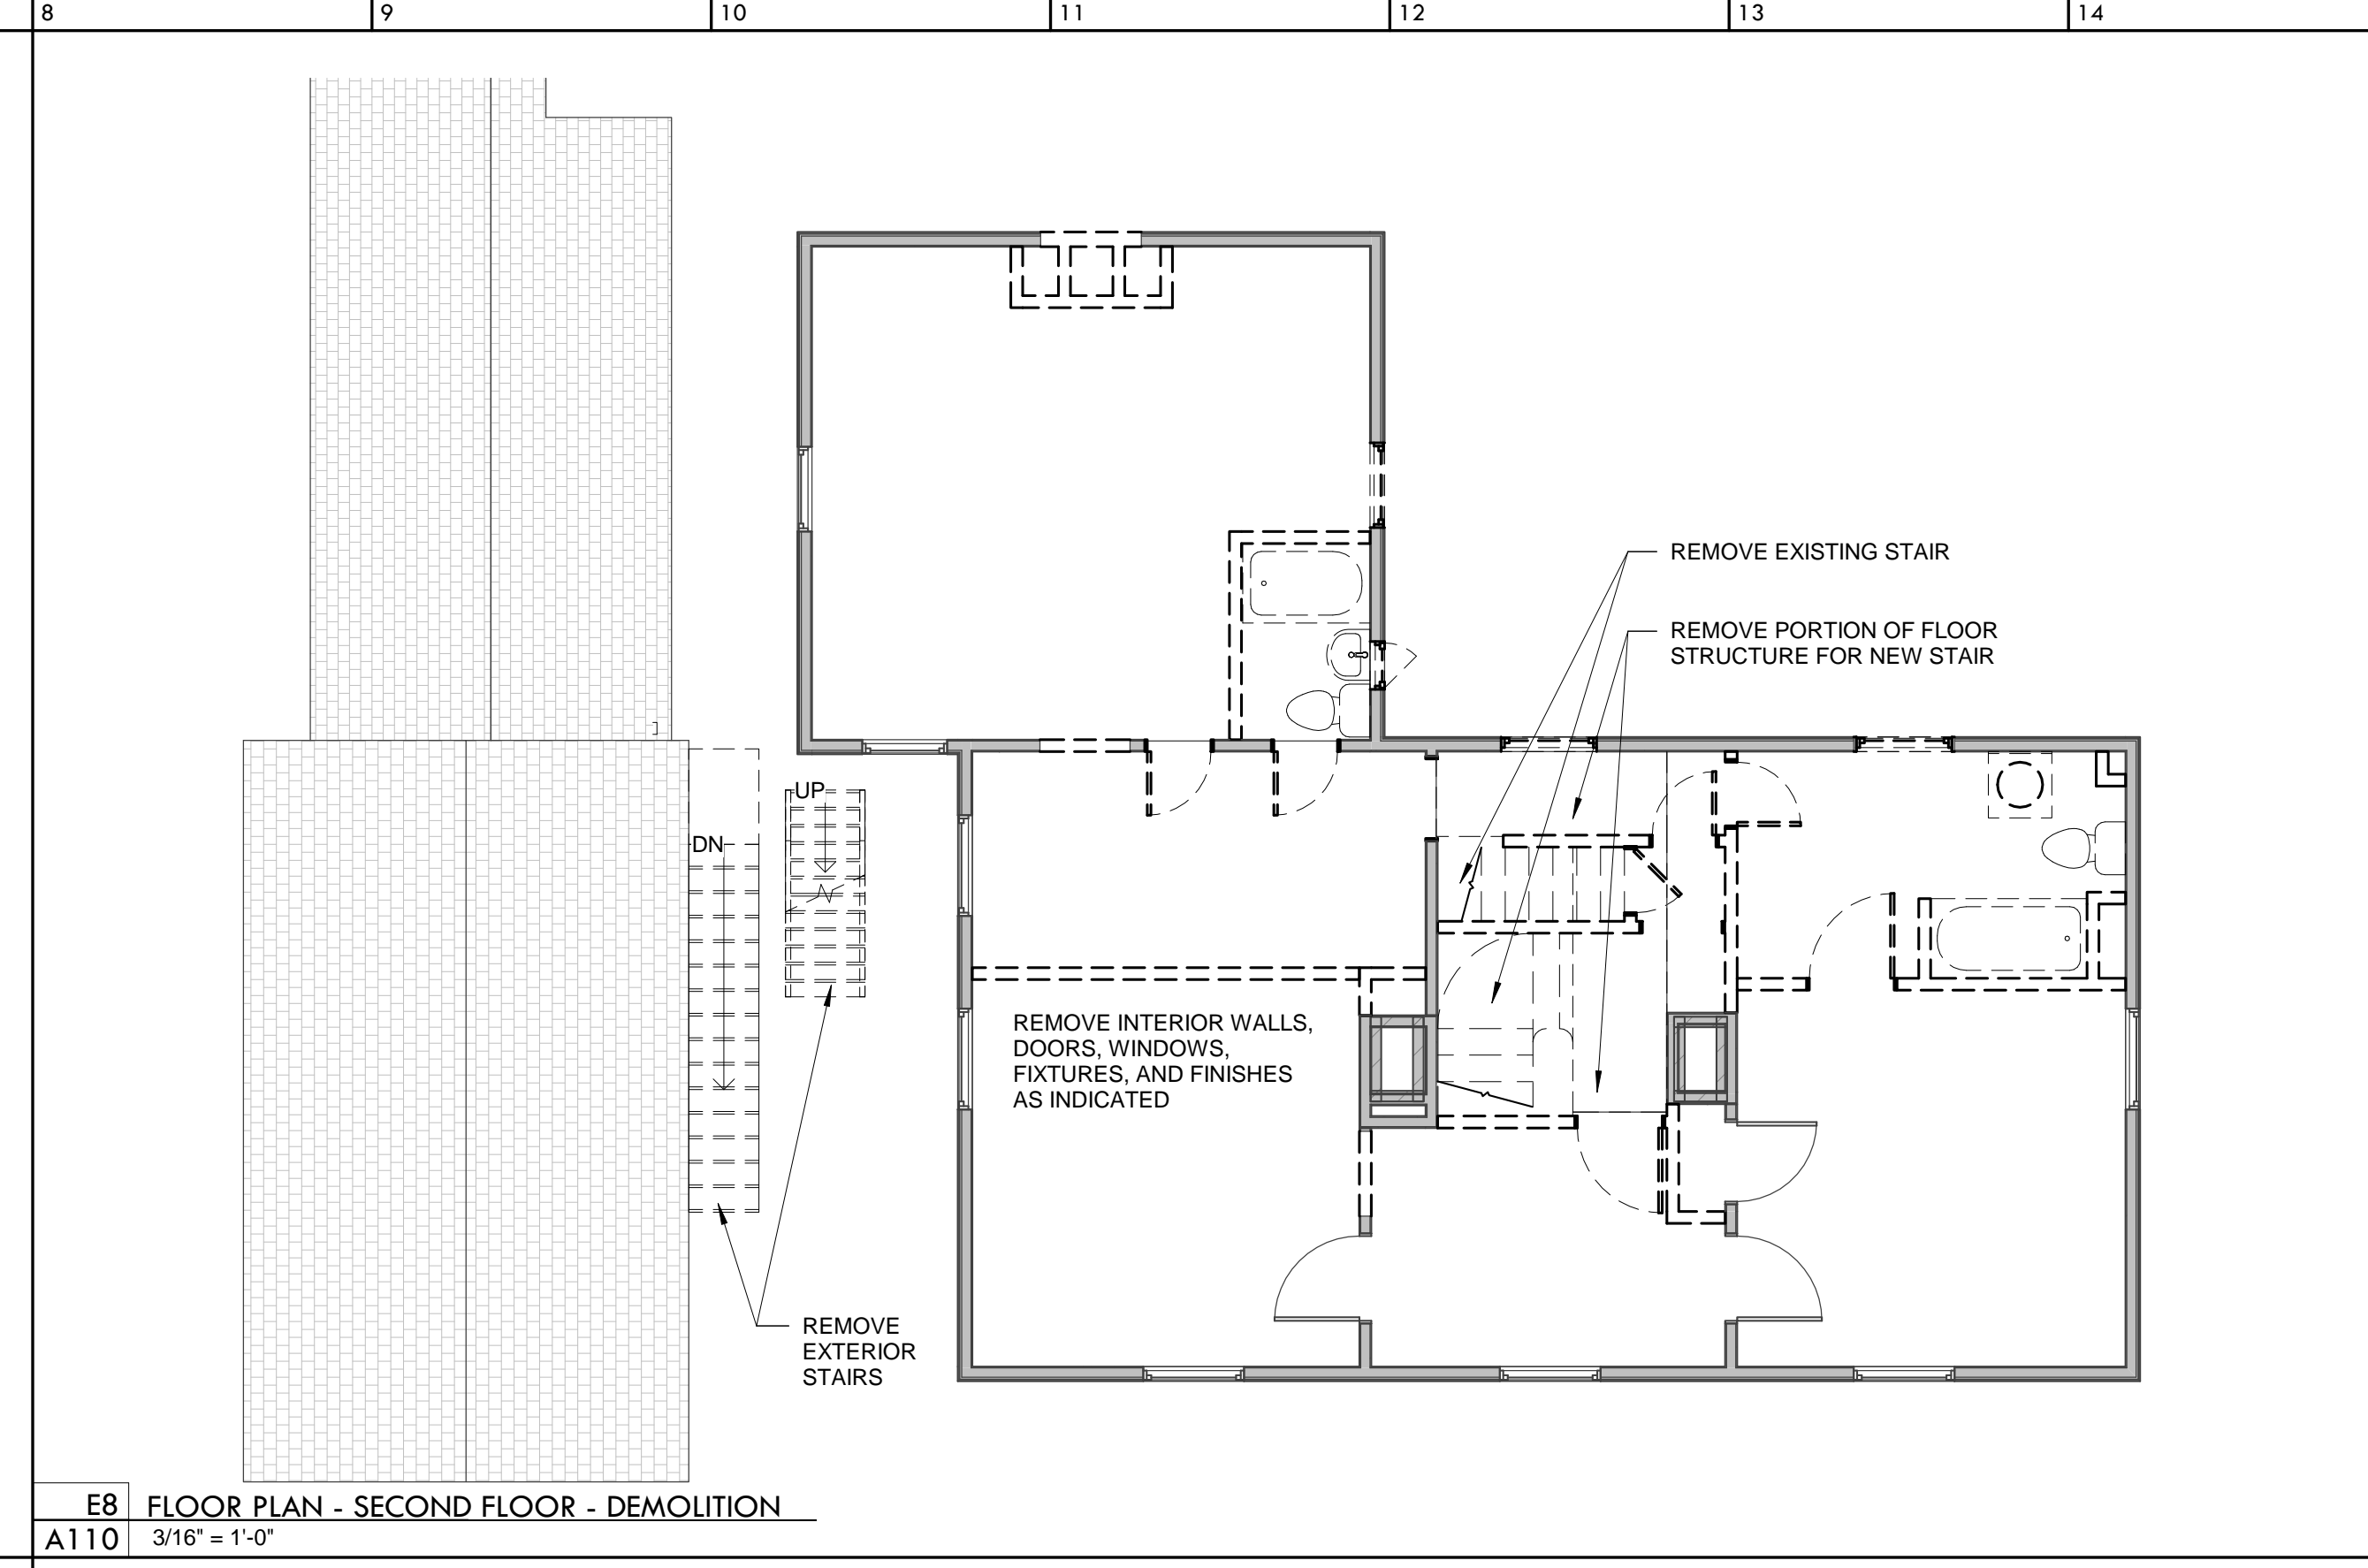 8 9 10 11 12 13 14
REMOVE EXISTING STAIR
REMOVE PORTION OF FLOOR
STRUCTURE FOR NEW STAIR
UP
DN
REMOVE INTERIOR WALLS,
DOORS, WINDOWS,
FIXTURES, AND FINISHES
AS INDICATED
REMOVE
EXTERIOR
STAIRS
E8 FLOOR PLAN - SECOND FLOOR - DEMOLITION
A110 3/16" = 1'-0"